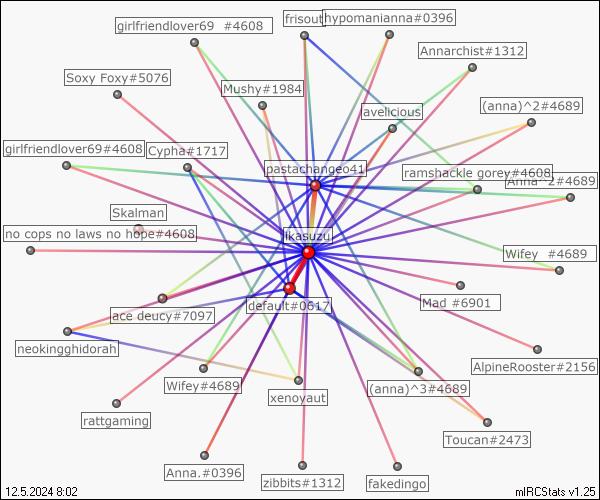 girlfriendlover69 #4608
frisout
hypomanianna#0396
Annarchist#1312
Soxy Foxy#5076
Mushy#1984
avelicious
(anna)^2#4689
girlfriendlover69#4608
Cypha#1717
pastachangeo41
ramshackle gorey#4608
Anna^2#4689
Skalman
no cops no laws no hope#4608
ikasuzu
Wifey #4689
default#0617
Mad #6901
ace deucy#7097
neokingghidorah
AlpineRooster#2156
Wifey#4689
xenoyaut
(anna)^3#4689
rattgaming
Toucan#2473
Anna.#0396
zibbits#1312
fakedingo
12.5.2024 8:02
mIRCStats v1.25